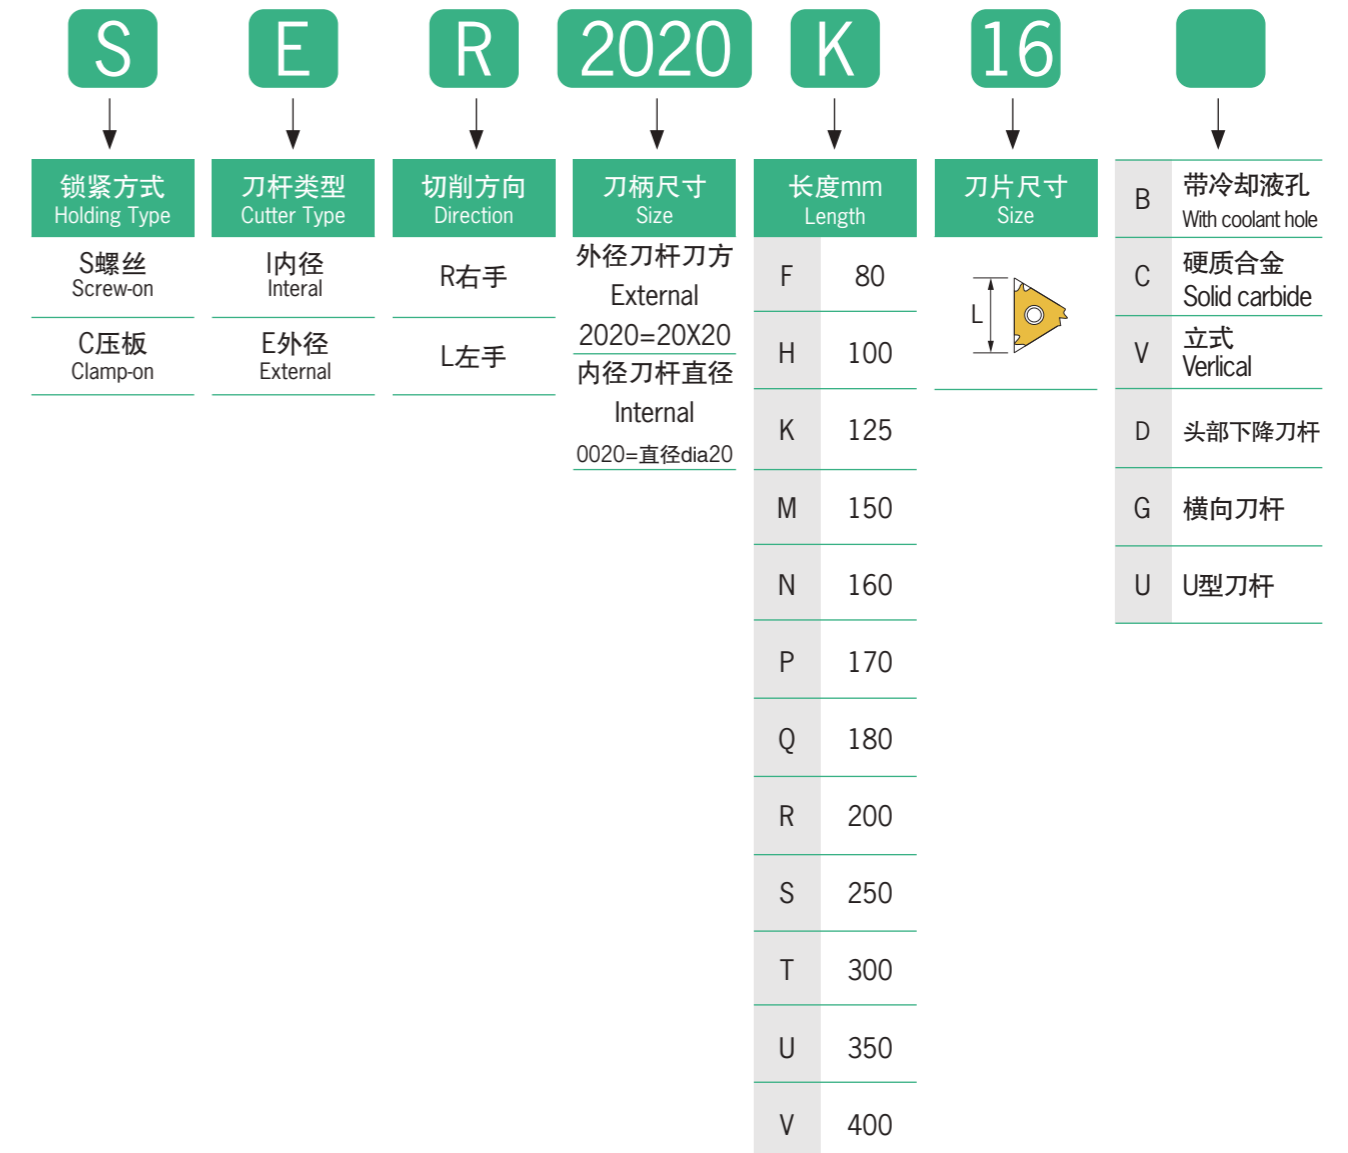 S E R 2020 K 16
锁紧方式
Holding Type
S螺丝
Screw-on
C压板
Clamp-on
刀杆类型
Cutter Type
I内径
Interal
E外径
External
切削方向
Direction
R右手
L左手
刀柄尺寸
Size
外径刀杆刀方
External
2020=20X20
内径刀杆直径
Internal
0020=直径dia20
长度mm
Length
F 80
H 100
K 125
M 150
N 160
P 170
Q 180
R 200
S 250
T 300
U 350
V 400
刀片尺寸
Size
L
B 带冷却液孔
With coolant hole
C 硬质合金
Solid carbide
V 立式
Verlical
D 头部下降刀杆
G 横向刀杆
U U型刀杆